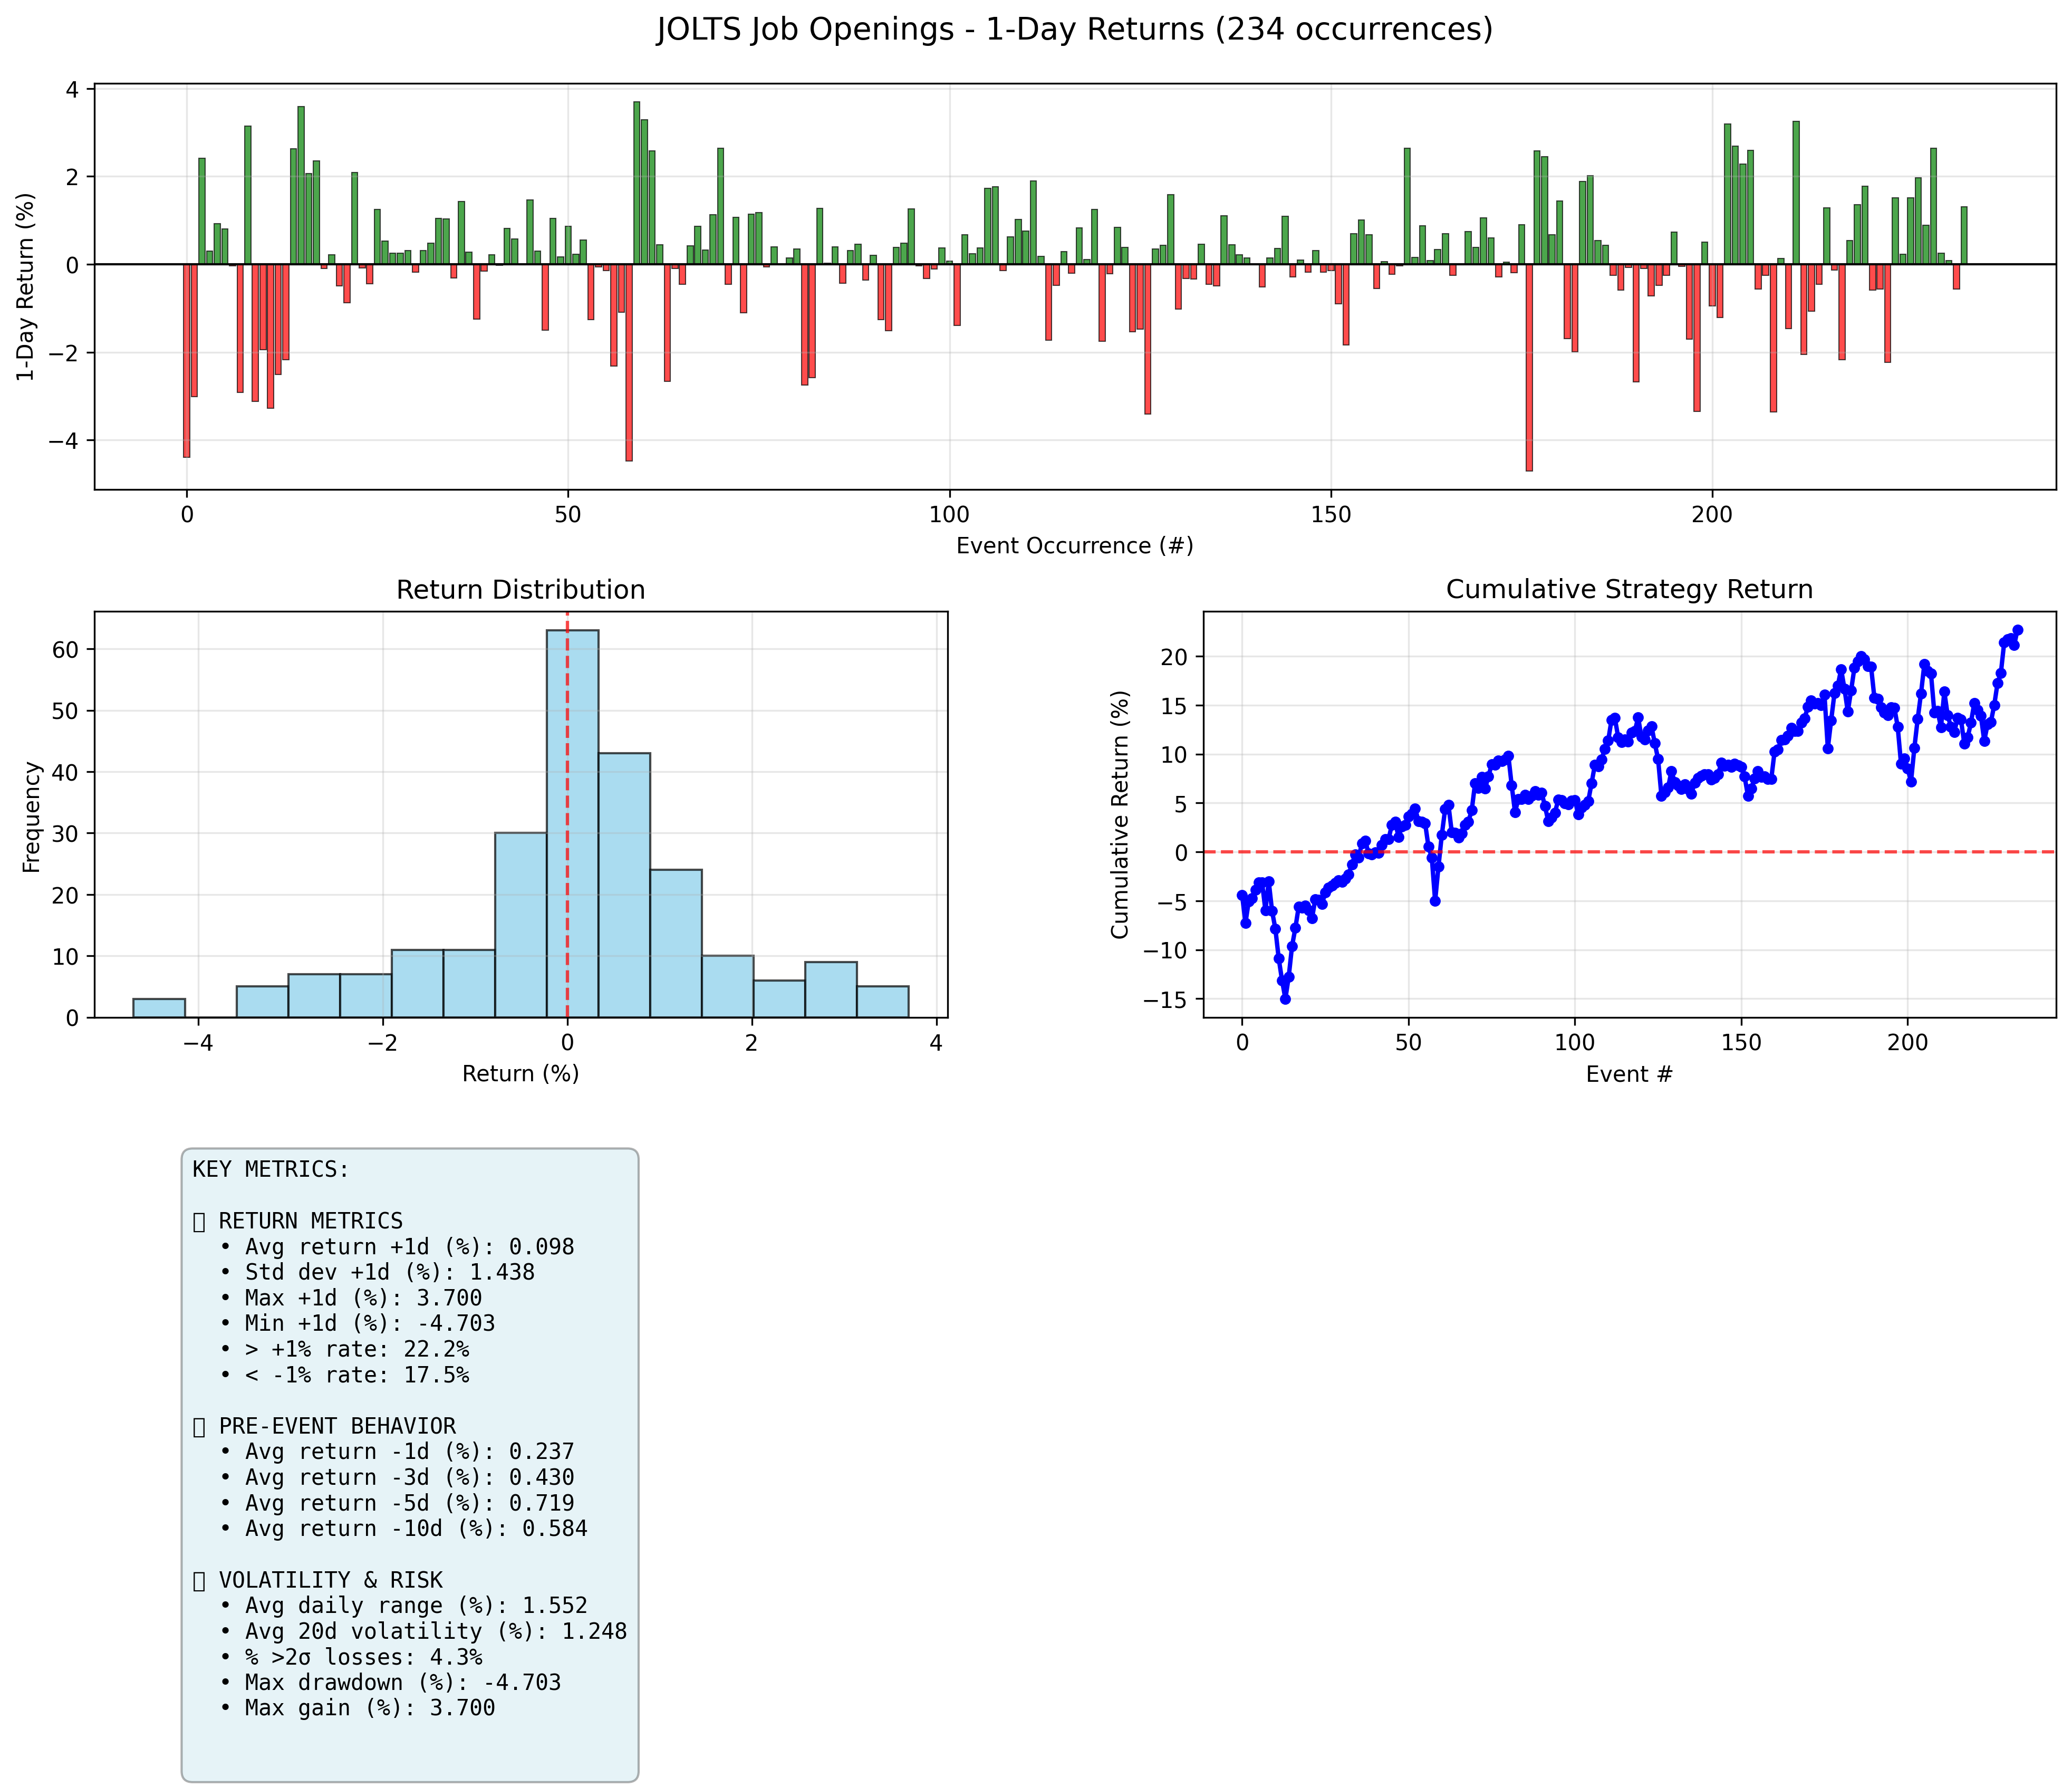 JOLTS Job Openings - 1-Day Returns (234 occurrences)
4
2
0
−2
−4
1-Day Return (%)
0
50
100
150
200
Event Occurrence (#)
Return Distribution
60
50
40
30
20
10
0
Frequency
−4
−2
0
2
4
Return (%)
Cumulative Strategy Return
20
15
10
5
0
−5
−10
−15
Cumulative Return (%)
0
50
100
150
200
Event #
KEY METRICS:
RETURN METRICS
• Avg return +1d (%): 0.098
• Std dev +1d (%): 1.438
• Max +1d (%): 3.700
• Min +1d (%): -4.703
• > +1% rate: 22.2%
• < -1% rate: 17.5%
PRE-EVENT BEHAVIOR
• Avg return -1d (%): 0.237
• Avg return -3d (%): 0.430
• Avg return -5d (%): 0.719
• Avg return -10d (%): 0.584
VOLATILITY & RISK
• Avg daily range (%): 1.552
• Avg 20d volatility (%): 1.248
• % >2σ losses: 4.3%
• Max drawdown (%): -4.703
• Max gain (%): 3.700